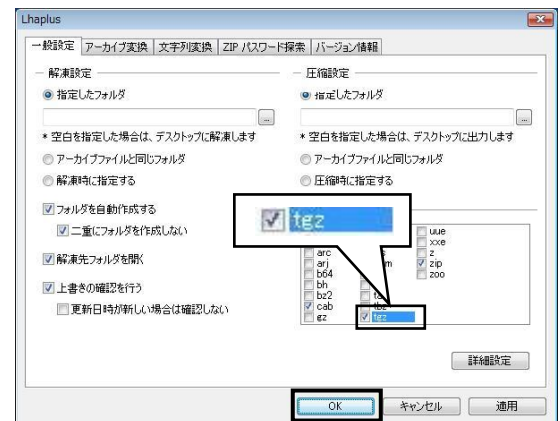 Lhaplus
一般設定 アーカイブ変換 文字列変換 ZIP パスワード探索 バージョン情報
解凍設定
指定したフォルダ
...
* 空白を指定した場合は、デスクトップに解凍します
アーカイブファイルと同じフォルダ
解凍時に指定する
フォルダを自動作成する
二重にフォルダを作成しない
解凍先フォルダを開く
上書きの確認を行う
更新日時が新しい場合は確認しない
圧縮設定
指定したフォルダ
...
* 空白を指定した場合は、デスクトップに出力します
アーカイブファイルと同じフォルダ
圧縮時に指定する
tgz
arc
arj
b64
bh
bz2
cab
gz
tbz
tgz
uue
xxe
z
zip
zoo
詳細設定
OK キャンセル 適用